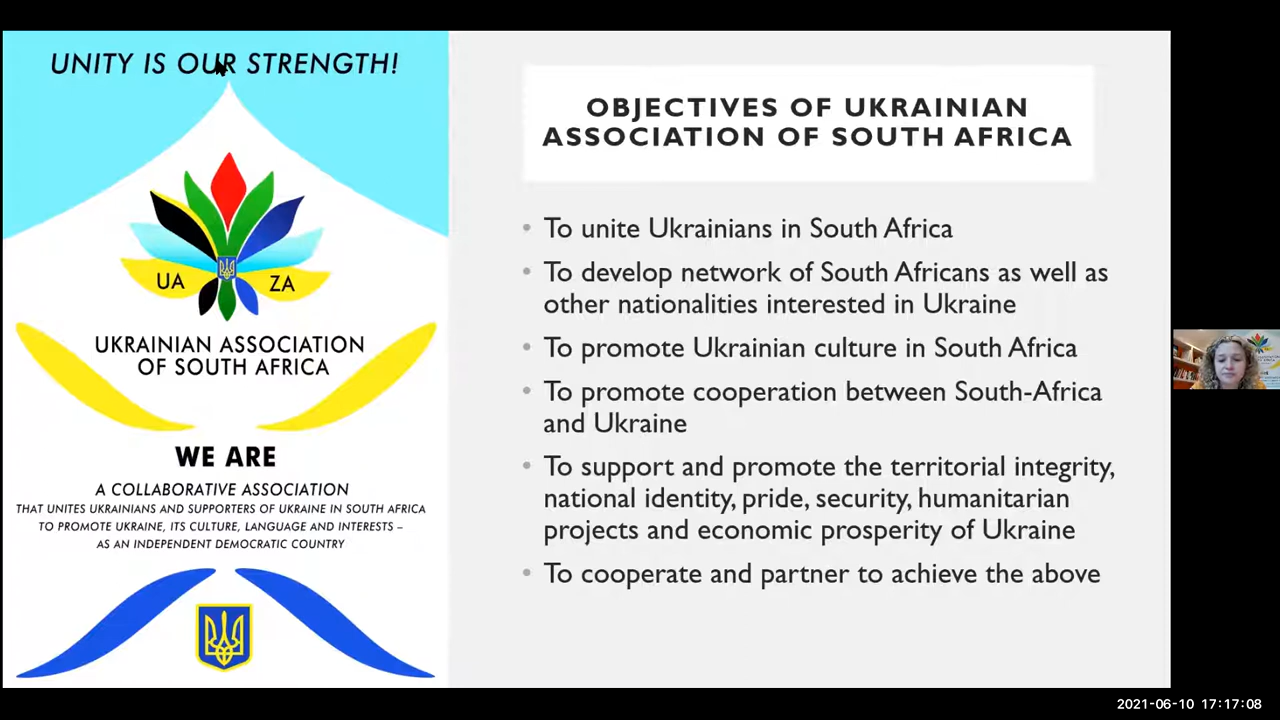 UNITY IS OUR STRENGTH!
UA ZA
UKRAINIAN ASSOCIATION
OF SOUTH AFRICA
WE ARE
A COLLABORATIVE ASSOCIATION
THAT UNITES UKRAINIANS AND SUPPORTERS OF UKRAINE IN SOUTH AFRICA
TO PROMOTE UKRAINE, ITS CULTURE, LANGUAGE AND INTERESTS –
AS AN INDEPENDENT DEMOCRATIC COUNTRY
OBJECTIVES OF UKRAINIAN
ASSOCIATION OF SOUTH AFRICA
• To unite Ukrainians in South Africa
• To develop network of South Africans as well as
other nationalities interested in Ukraine
• To promote Ukrainian culture in South Africa
• To promote cooperation between South-Africa
and Ukraine
• To support and promote the territorial integrity,
national identity, pride, security, humanitarian
projects and economic prosperity of Ukraine
• To cooperate and partner to achieve the above
2021-06-10 17:17:08